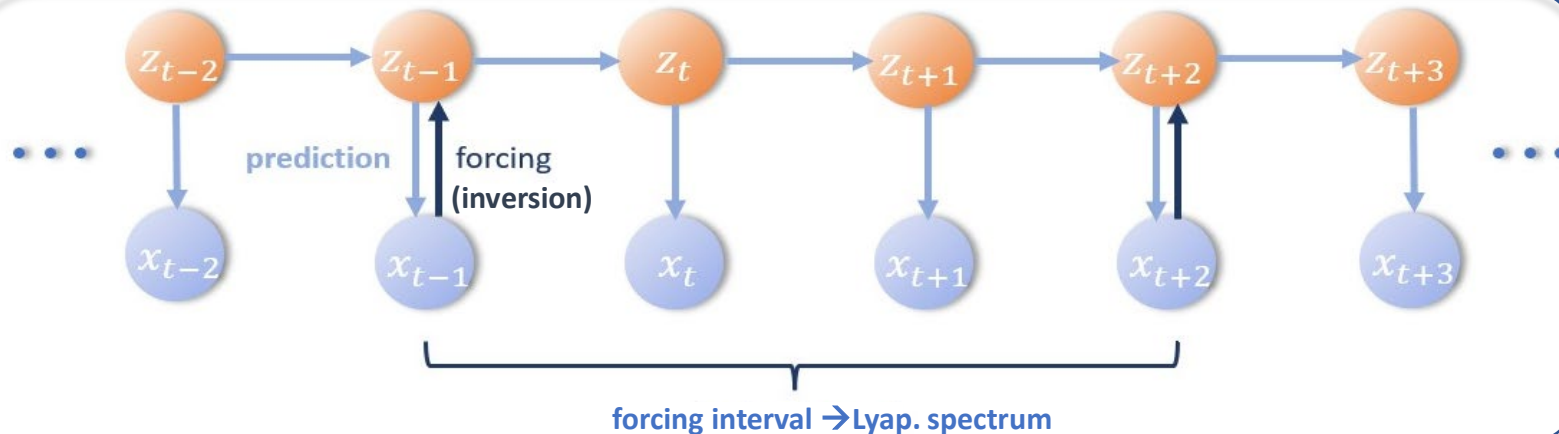 z_{t−2} z_{t−1} z_t z_{t+1} z_{t+2} z_{t+3}
... prediction forcing ...
(inversion)
x_{t−2} x_{t−1} x_t x_{t+1} x_{t+2} x_{t+3}
forcing interval →Lyap. spectrum